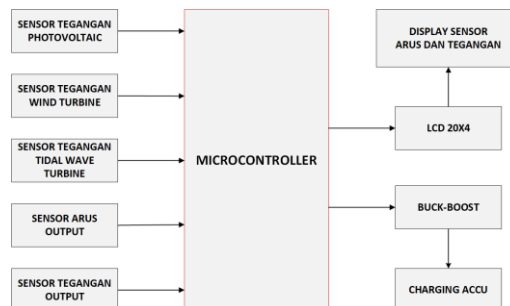 SENSOR TEGANGAN
PHOTOVOLTAIC
SENSOR TEGANGAN
WIND TURBINE
SENSOR TEGANGAN
TIDAL WAVE
TURBINE
SENSOR ARUS
OUTPUT
SENSOR TEGANGAN
OUTPUT
MICROCONTROLLER
DISPLAY SENSOR
ARUS DAN TEGANGAN
LCD 20X4
BUCK-BOOST
CHARGING ACCU